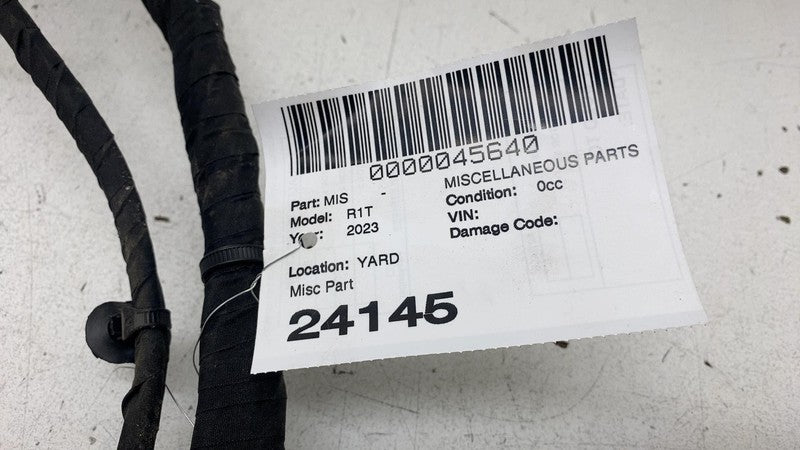 0000045640
Part: MIS -
MISCELLANEOUS PARTS
Model: R1T
Condition: 0cc
Year: 2023
VIN:
Damage Code:
Location: YARD
Misc Part
24145